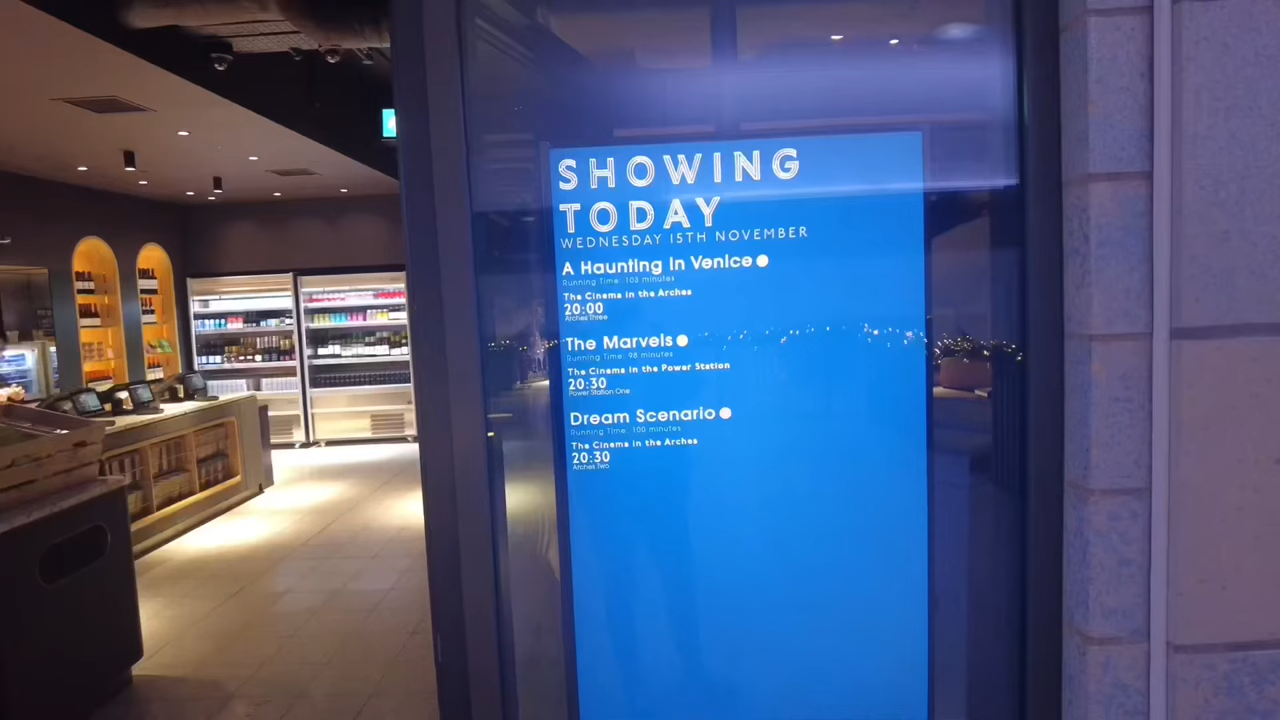 SHOWING
TODAY
WEDNESDAY 15TH NOVEMBER
A Haunting in Venice
Running Time: 103 minutes
The Cinema in the Arches
20:00
Arches Three
The Marvels
Running Time: 98 minutes
The Cinema in the Power Station
20:30
Power Station One
Dream Scenario
Running Time: 100 minutes
The Cinema in the Arches
20:30
Arches Two